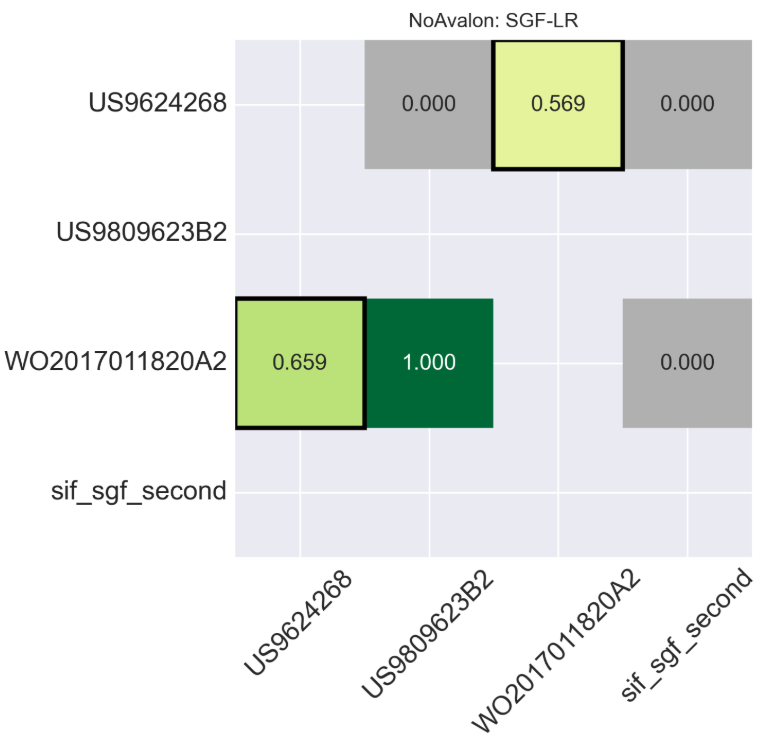 NoAvalon: SGF-LR
US9624268 0.000 0.569 0.000
US9809623B2
WO2017011820A2 0.659 1.000 0.000
sif_sgf_second
US9624268 US9809623B2 WO2017011820A2 sif_sgf_second